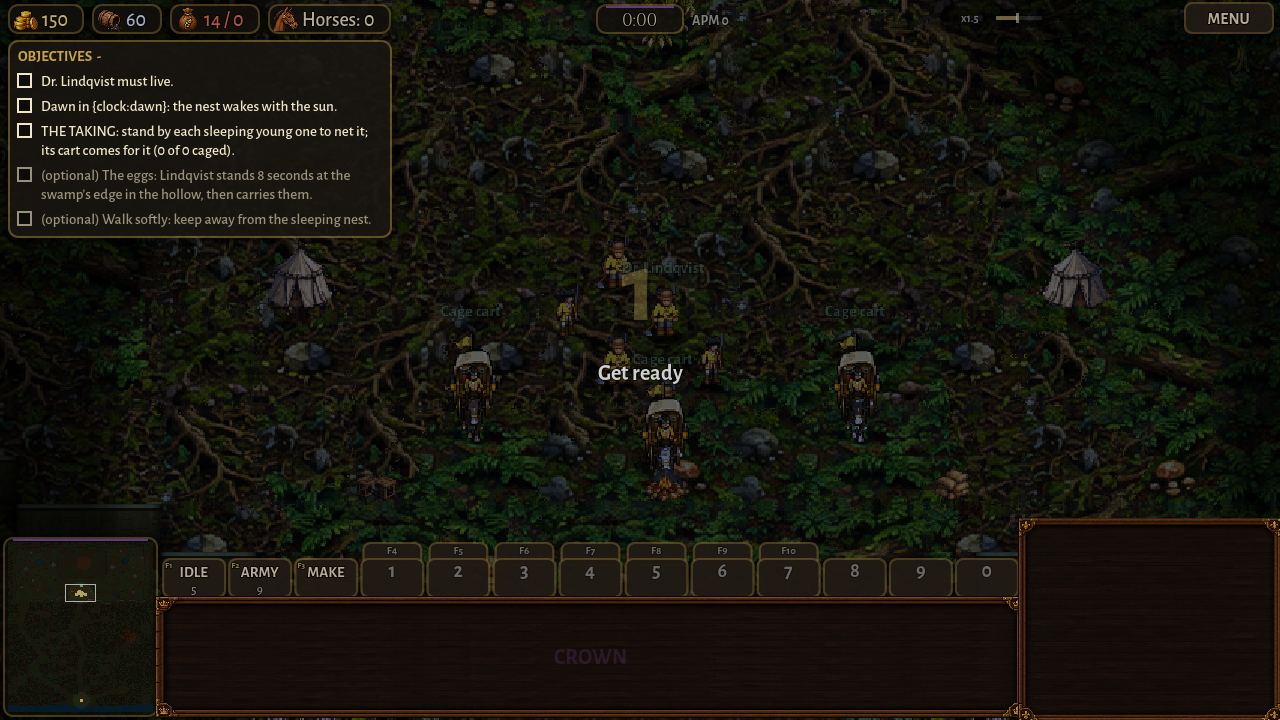 150
60
14 / 0
Horses: 0
0:00
APM 0
x1.5
MENU
OBJECTIVES -
Dr. Lindqvist must live.
Dawn in {clock:dawn}: the nest wakes with the sun.
THE TAKING: stand by each sleeping young one to net it;
its cart comes for it (0 of 0 caged).
(optional) The eggs: Lindqvist stands 8 seconds at the
swamp's edge in the hollow, then carries them.
(optional) Walk softly: keep away from the sleeping nest.
Dr. Lindqvist
1
Cage cart
Cage cart
Cage cart
Get ready
F4
F5
F6
F7
F8
F9
F10
F1 IDLE
5
F2 ARMY
9
F3 MAKE
1
2
3
4
5
6
7
8
9
0
CROWN